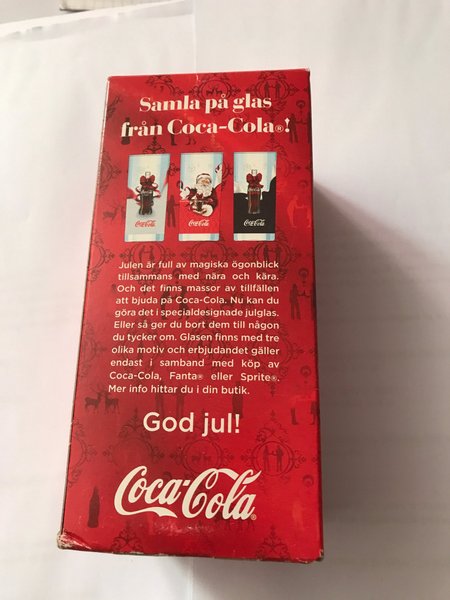 Samla på glas
från Coca-Cola®!
Coca-Cola Coca-Cola Coca-Cola
Julen är full av magiska ögonblick
tillsammans med nära och kära.
Och det finns massor av tillfällen
att bjuda på Coca-Cola. Nu kan du
göra det i specialdesignade julglas.
Eller så ger du bort dem till någon
du tycker om. Glasen finns med tre
olika motiv och erbjudandet gäller
endast i samband med köp av
Coca-Cola, Fanta® eller Sprite®.
Mer info hittar du i din butik.
God jul!
Coca-Cola®